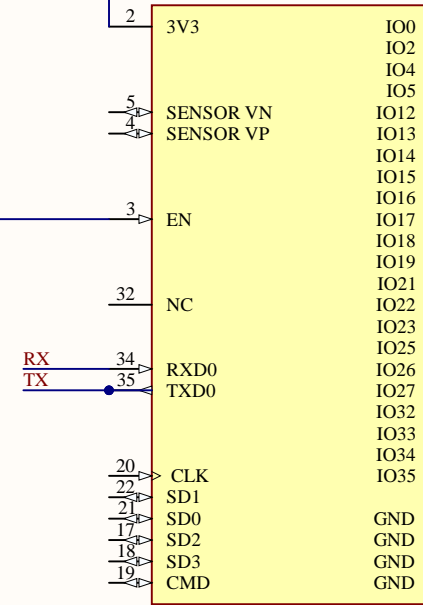 2 3V3 IO0
IO2
IO4
IO5
5 SENSOR VN IO12
4 SENSOR VP IO13
IO14
IO15
IO16
3 EN IO17
IO18
IO19
IO21
32 NC IO22
IO23
IO25
RX 34 RXD0 IO26
TX 35 TXD0 IO27
IO32
IO33
IO34
20 CLK IO35
22 SD1
21 SD0 GND
17 SD2 GND
18 SD3 GND
19 CMD GND